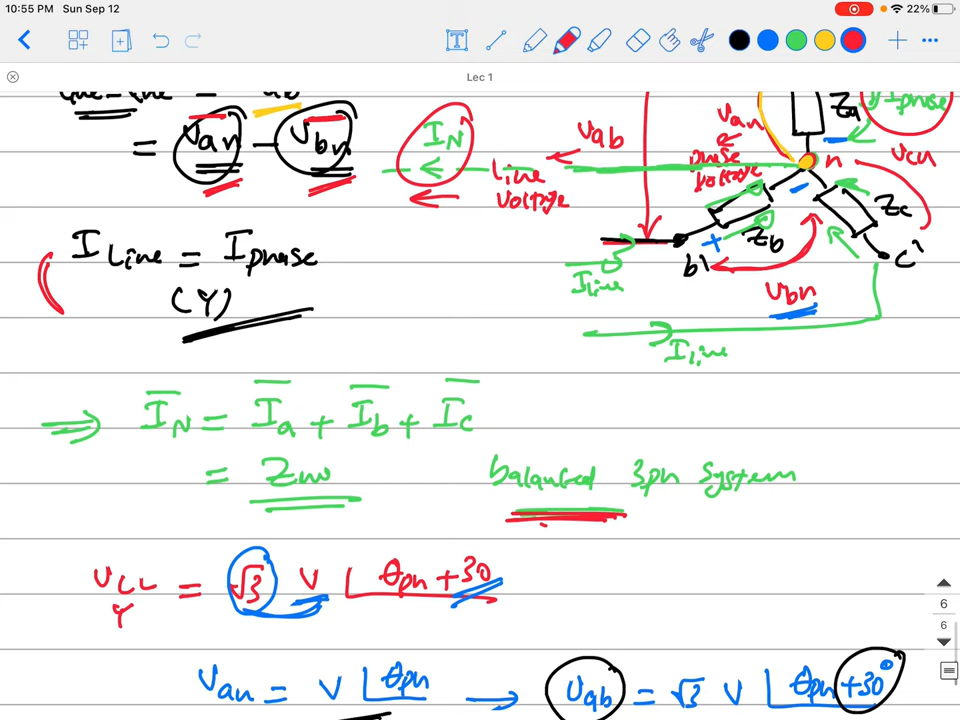 10:55 PM Sun Sep 12
22%
Lec 1
= Van - Vbn
IN
Line Voltage
Vab
Van
phase voltage
Iphase
Za
n
Vcn
Zc
Zb
b'
c'
Vbn
ILine
ILine
ILine = Iphase
(Y)
⇒ IN = Ia + Ib + Ic
= Zero
balanced 3ph system
VLL = √3 V ∠θph +30
Y
Van = V ∠θph → Vab = √3 V ∠θph +30°
6
6